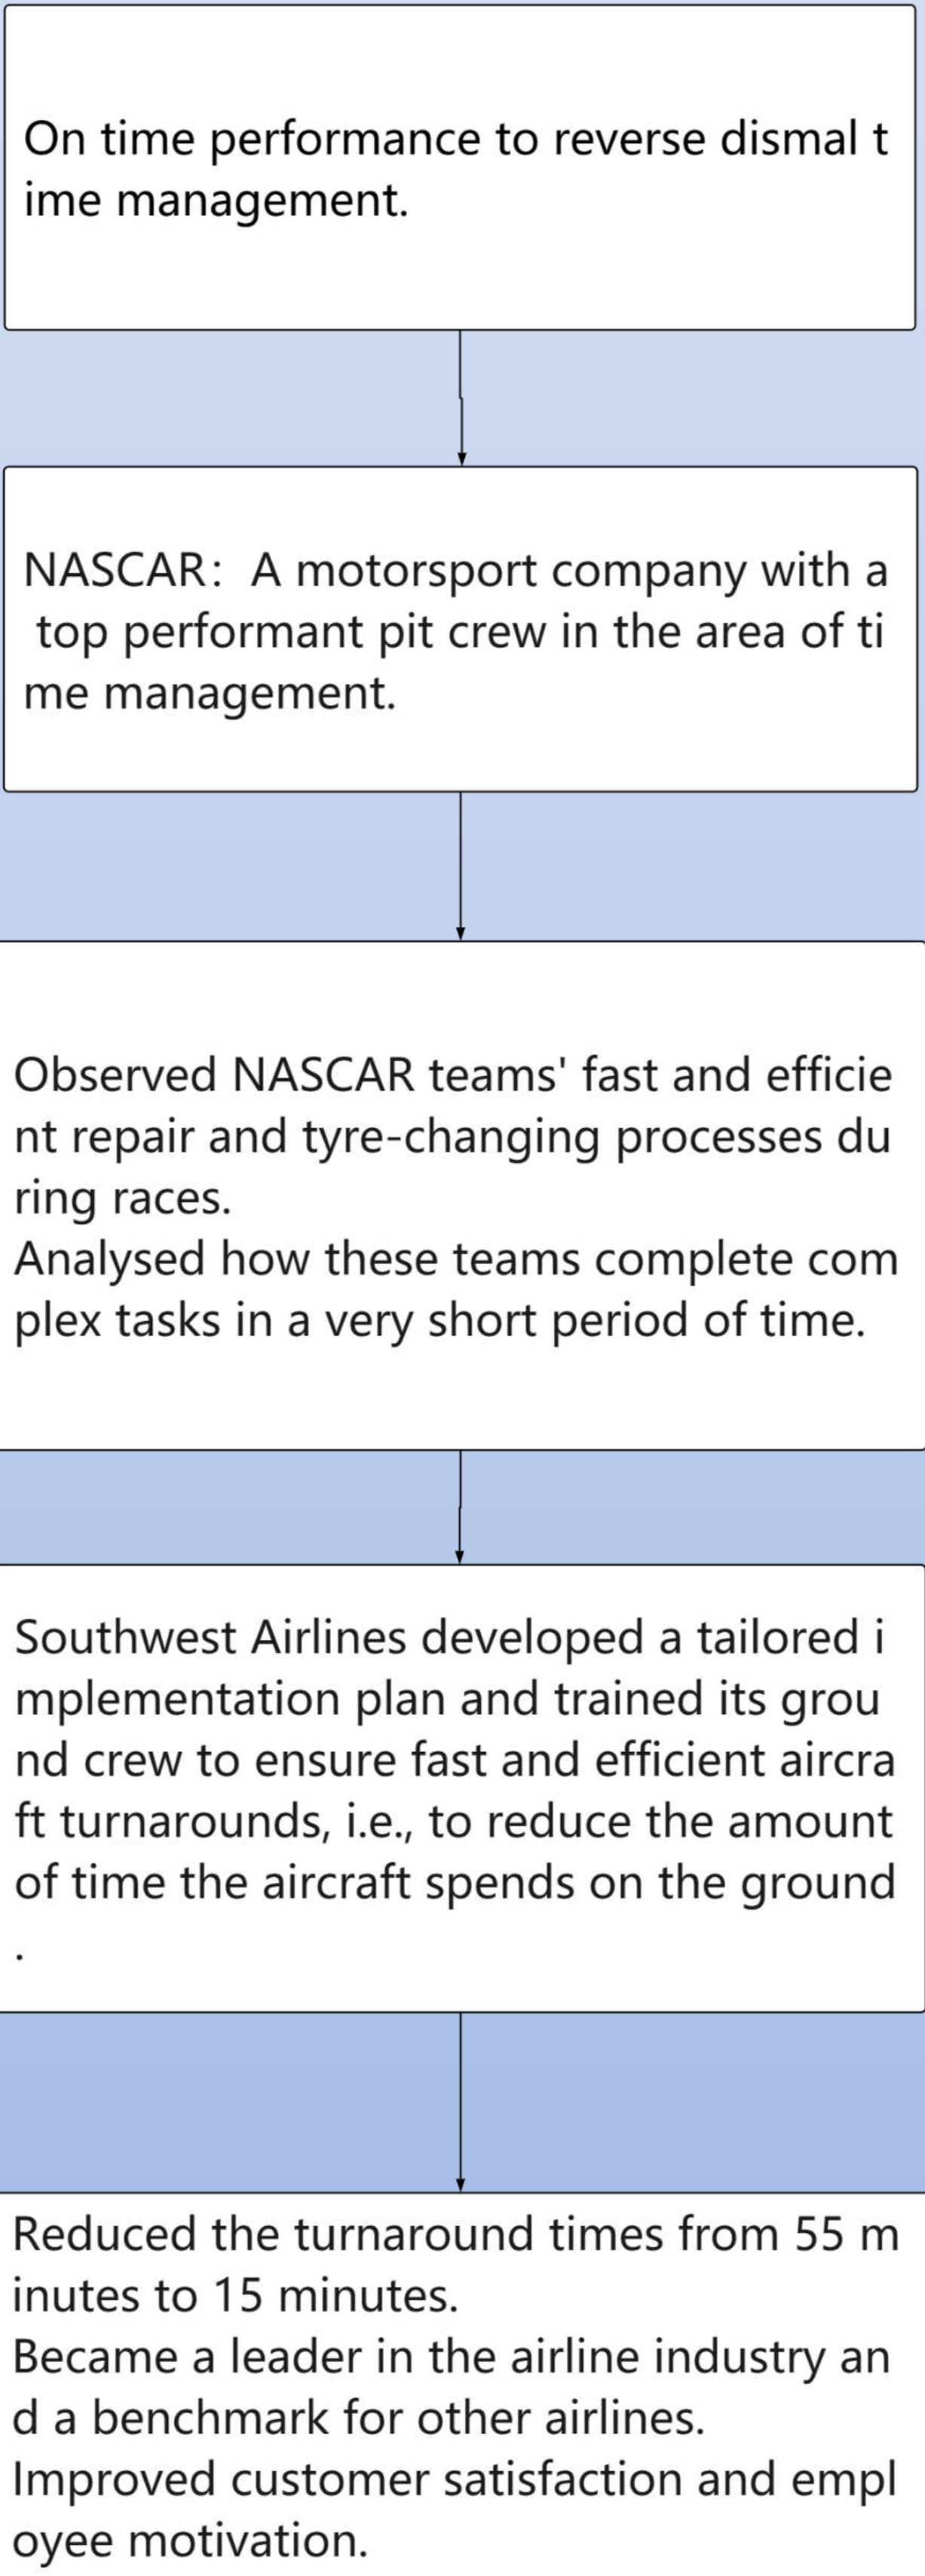 On time performance to reverse dismal t
ime management.
NASCAR:  A motorsport company with a
 top performant pit crew in the area of ti
me management.
Observed NASCAR teams' fast and efficie
nt repair and tyre-changing processes du
ring races.
Analysed how these teams complete com
plex tasks in a very short period of time.
Southwest Airlines developed a tailored i
mplementation plan and trained its grou
nd crew to ensure fast and efficient aircra
ft turnarounds, i.e., to reduce the amount
of time the aircraft spends on the ground
.
Reduced the turnaround times from 55 m
inutes to 15 minutes.
Became a leader in the airline industry an
d a benchmark for other airlines.
Improved customer satisfaction and empl
oyee motivation.